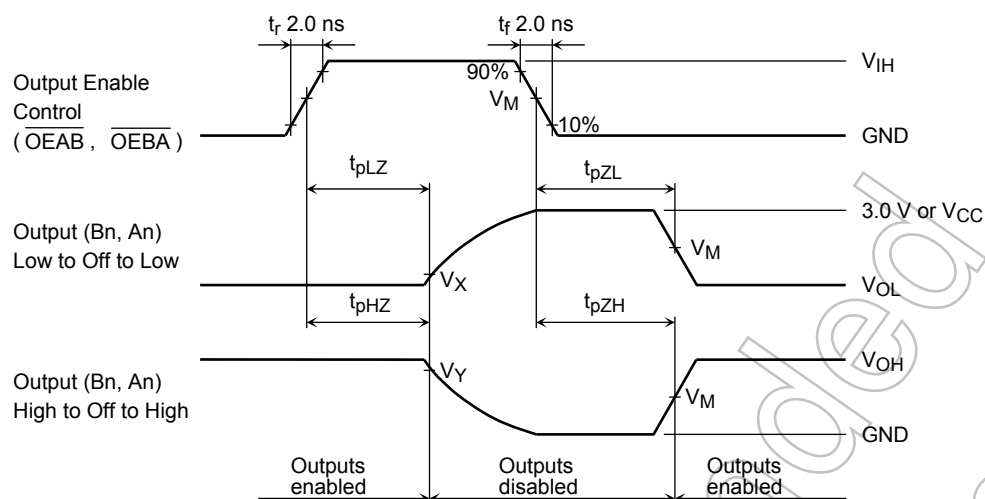 tr 2.0 ns
tf 2.0 ns
Output Enable
Control
( OEAB , OEBA )
90%
VM
10%
VIH
GND
tpLZ
tpZL
3.0 V or VCC
Output (Bn, An)
Low to Off to Low
VX
VM
VOL
tpHZ
tpZH
Output (Bn, An)
High to Off to High
VY
VM
VOH
GND
Outputs
enabled
Outputs
disabled
Outputs
enabled